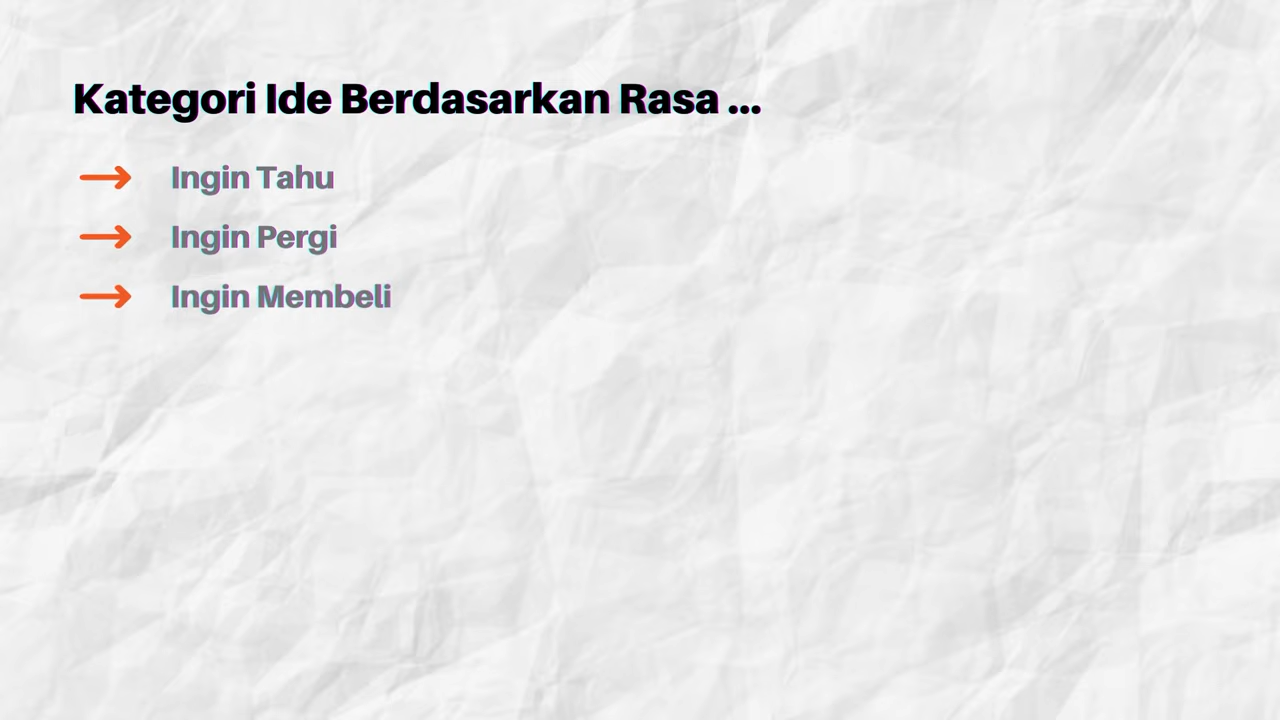 Kategori Ide Berdasarkan Rasa ...
Ingin Tahu
Ingin Pergi
Ingin Membeli